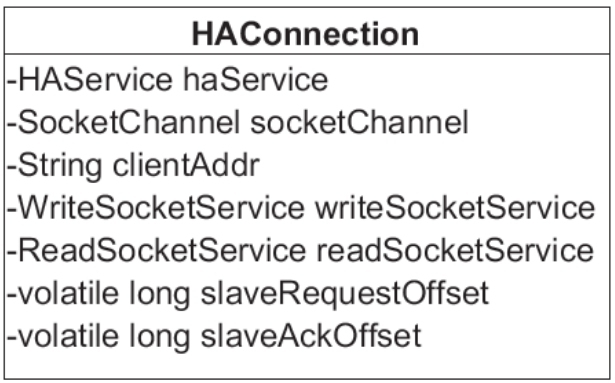 HAConnection
-HAService haService
-SocketChannel socketChannel
-String clientAddr
-WriteSocketService writeSocketService
-ReadSocketService readSocketService
-volatile long slaveRequestOffset
-volatile long slaveAckOffset